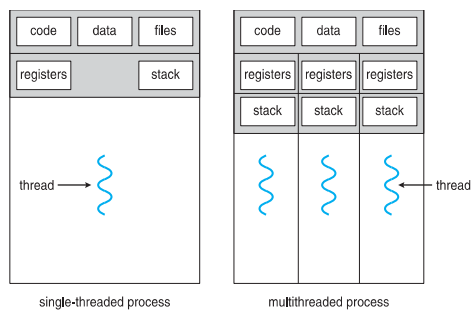 code data files
registers stack
thread
single-threaded process
code data files
registers registers registers
stack stack stack
thread
multithreaded process